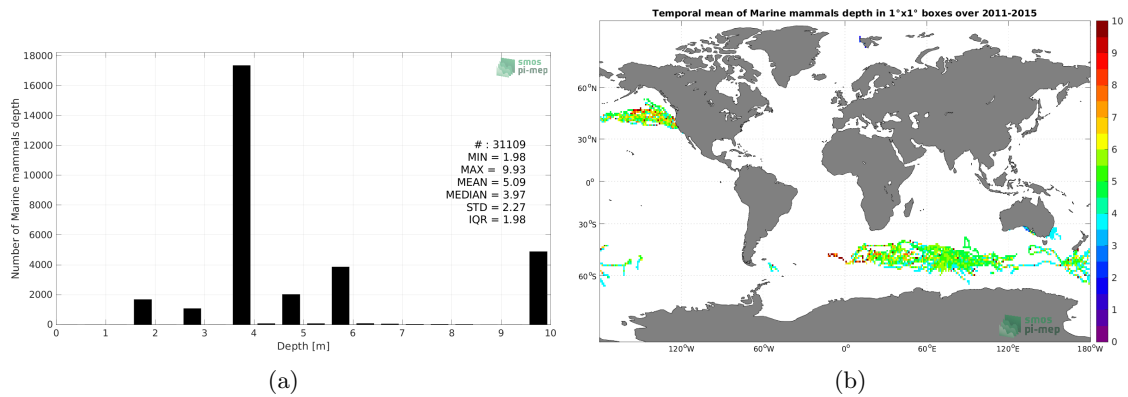 18000
16000
14000
12000
10000
8000
6000
4000
2000
0
Number of Marine mammals depth
smos
pi-mep
# : 31109
MIN = 1.98
MAX = 9.93
MEAN = 5.09
MEDIAN = 3.97
STD = 2.27
IQR = 1.98
0 1 2 3 4 5 6 7 8 9 10
Depth [m]
(a)
Temporal mean of Marine mammals depth in 1°x1° boxes over 2011-2015
60°N
30°N
0°
30°S
60°S
120°W 60°W 0° 60°E 120°E 180°W
smos
pi-mep
10
9
8
7
6
5
4
3
2
1
0
(b)